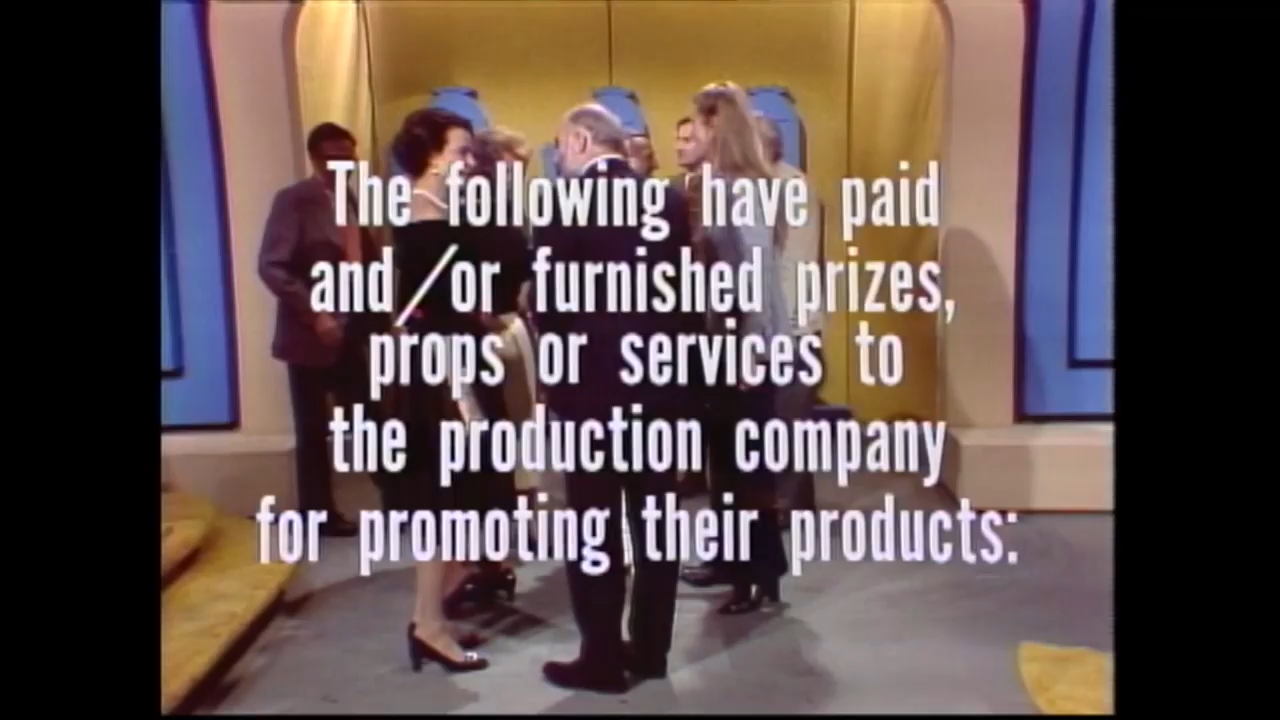 The following have paid
and/or furnished prizes,
props or services to
the production company
for promoting their products: